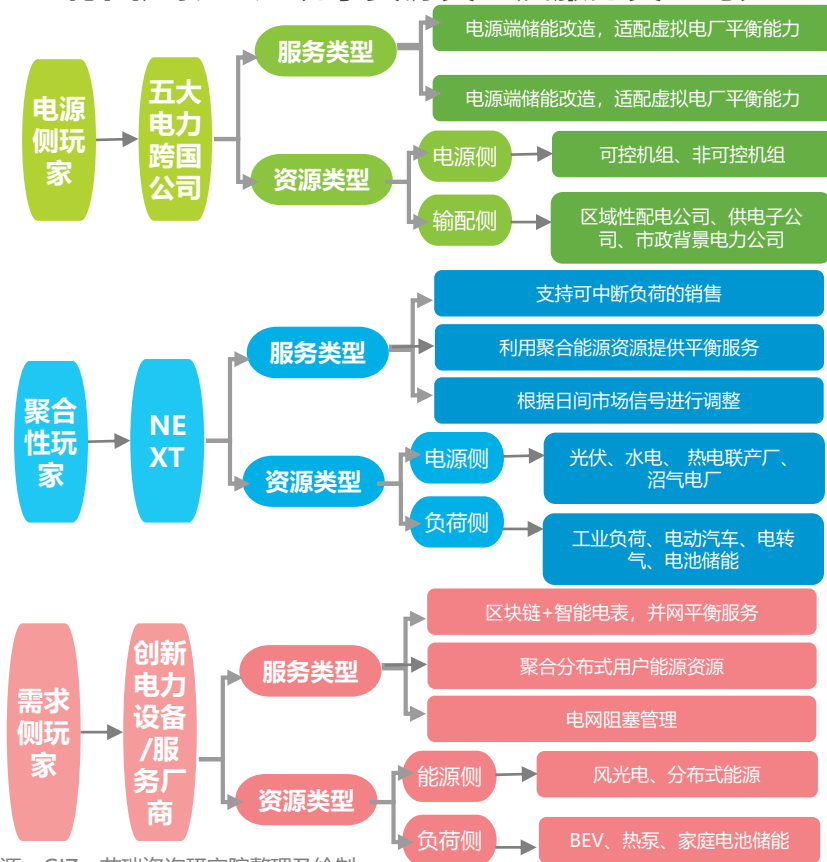 电源
侧玩
家
五大
电力
跨国
公司
服务类型
电源端储能改造，适配虚拟电厂平衡能力
电源端储能改造，适配虚拟电厂平衡能力
资源类型
电源侧
可控机组、非可控机组
输配侧
区域性配电公司、供电子公
司、市政背景电力公司
聚合
性玩
家
NE
XT
服务类型
支持可中断负荷的销售
利用聚合能源资源提供平衡服务
根据日间市场信号进行调整
资源类型
电源侧
光伏、水电、 热电联产厂、
沼气电厂
负荷侧
工业负荷、电动汽车、电转
气、电池储能
需求
侧玩
家
创新
电力
设备
/服
务厂
商
服务类型
区块链+智能电表，并网平衡服务
聚合分布式用户能源资源
电网阻塞管理
资源类型
能源侧
风光电、分布式能源
负荷侧
BEV、热泵、家庭电池储能